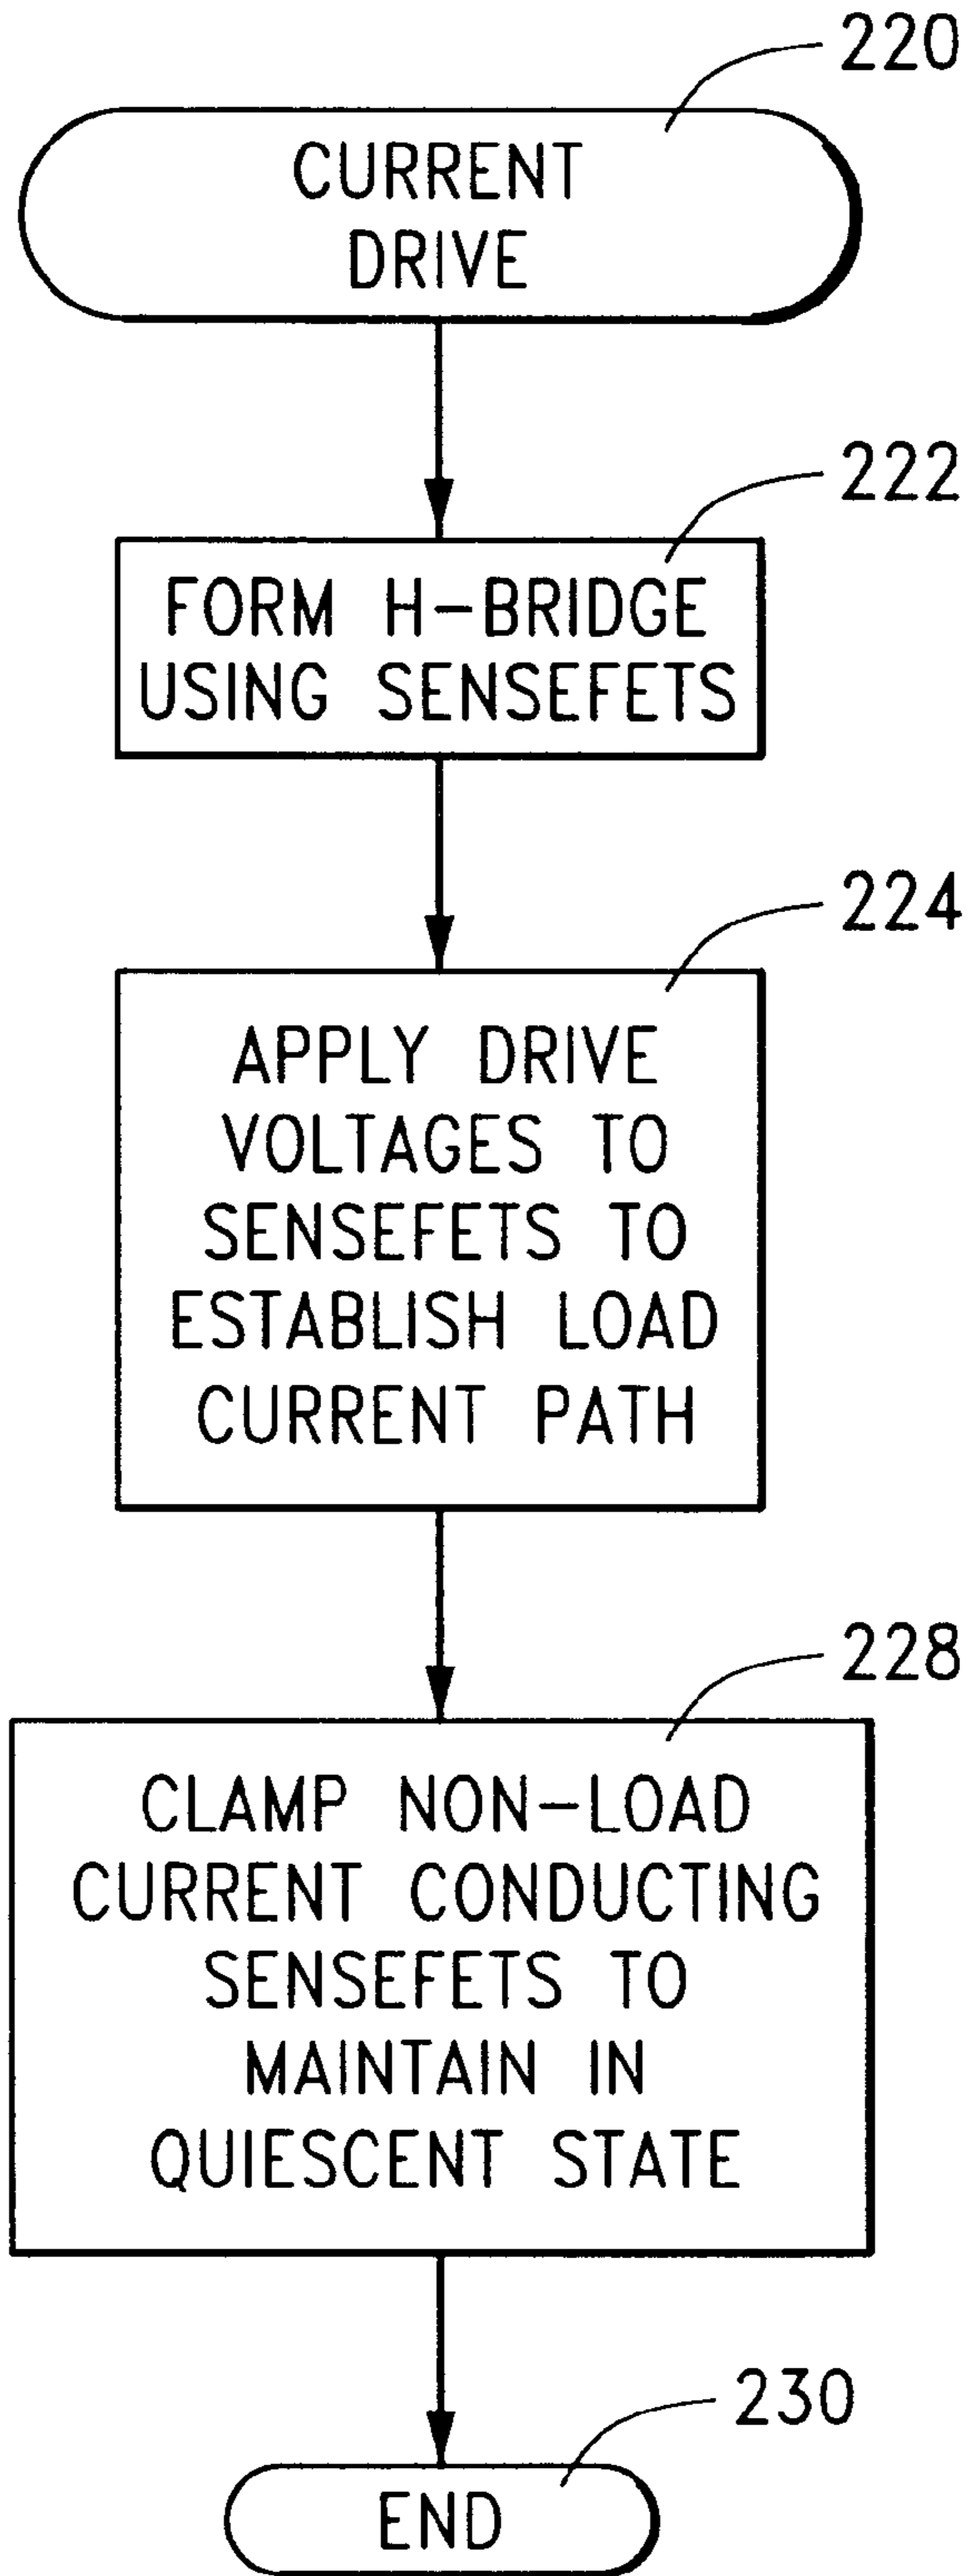 220
CURRENT
DRIVE
222
FORM H-BRIDGE
USING SENSEFETS
224
APPLY DRIVE
VOLTAGES TO
SENSEFETS TO
ESTABLISH LOAD
CURRENT PATH
228
CLAMP NON-LOAD
CURRENT CONDUCTING
SENSEFETS TO
MAINTAIN IN
QUIESCENT STATE
230
END